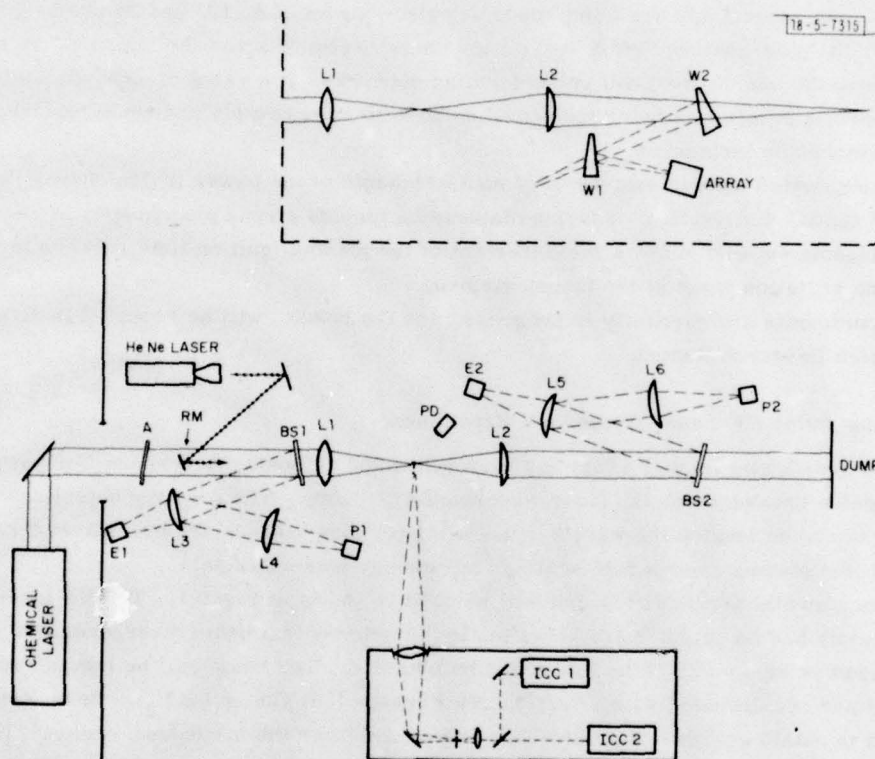 18-5-7315
L1 L2 W2
W1 ARRAY
He Ne LASER
E2 L5 L6
PD P2
RM
A BS1 L1 L2
BS2 DUMP
E1 L3 L4 P1
CHEMICAL
LASER
ICC 1
ICC 2